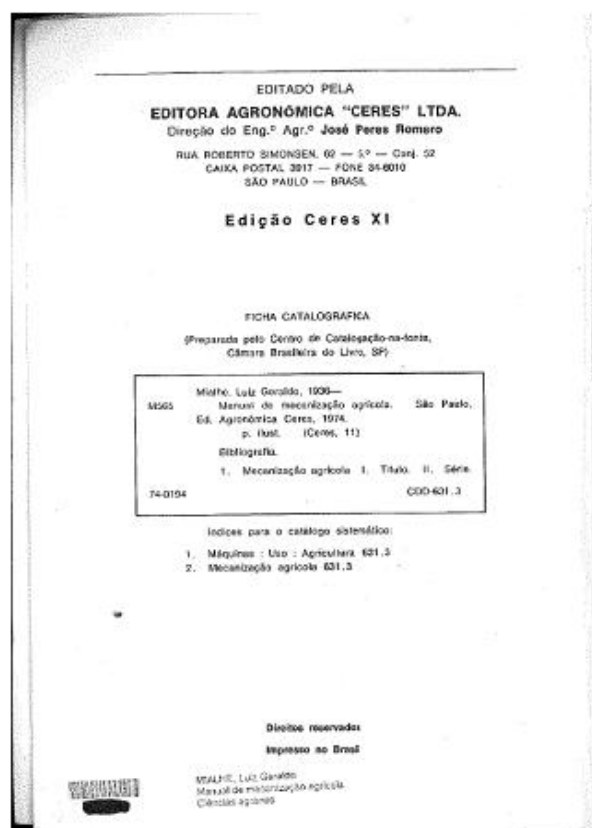 EDITADO PELA
EDITORA AGRONÔMICA "CERES" LTDA.
Direção do Eng.º Agr.º José Peres Romero
RUA ROBERTO SIMONSEN, 62 — 5.º — Conj. 52
CAIXA POSTAL 3917 — FONE 34-6010
SÃO PAULO — BRASIL
Edição Ceres XI
FICHA CATALOGRAFICA
(Preparada pelo Centro de Catalogação-na-fonte,
Câmara Brasileira do Livro, SP)
Mialhe, Luiz Geraldo, 1936—
M565 Manual de mecanização agrícola. São Paulo,
Ed. Agronômica Ceres, 1974.
p. ilust. (Ceres, 11)
Bibliografia.
1. Mecanização agrícola I. Título. II. Série.
74-0194 CDD-631.3
Índices para o catálogo sistemático:
1. Máquinas : Uso : Agricultura 631.3
2. Mecanização agrícola 631.3
Direitos reservados
Impresso no Brasil
MIALHE, Luiz Geraldo
Manual de mecanização agrícola
Ciências agrárias